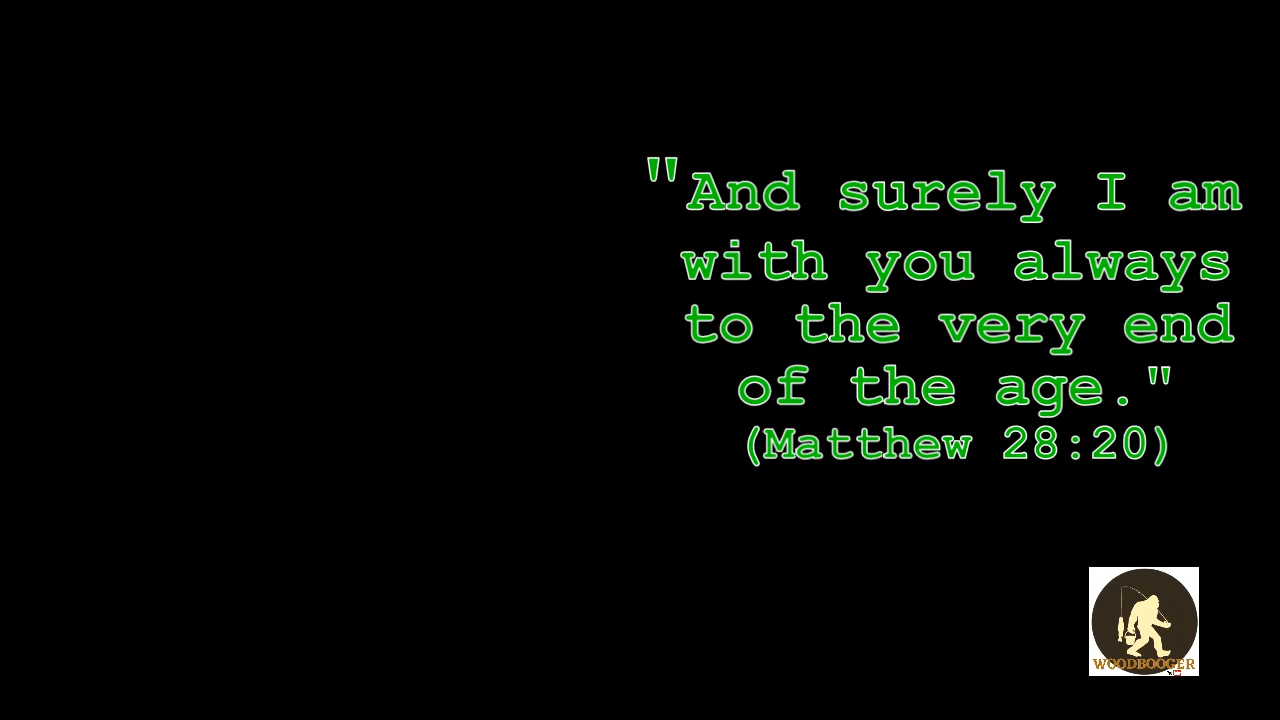 "And surely I am
with you always
to the very end
of the age."
(Matthew 28:20)
WOODBOOGER